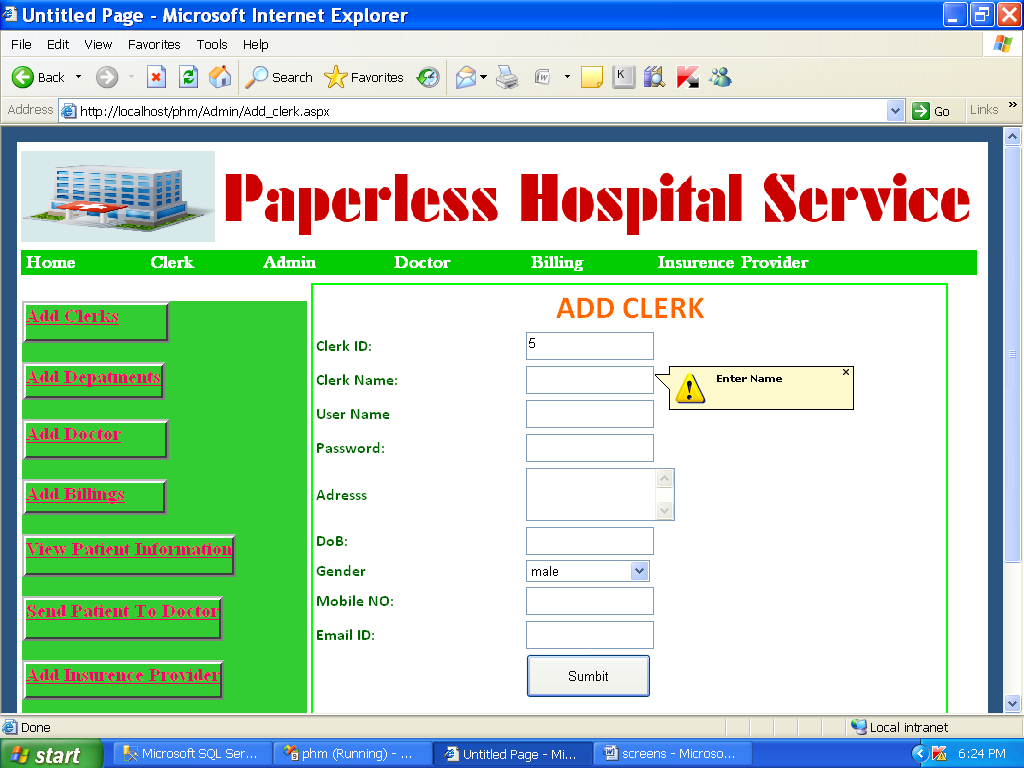 Untitled Page - Microsoft Internet Explorer
File Edit View Favorites Tools Help
Back Search Favorites
Address http://localhost/phm/Admin/Add_clerk.aspx Go Links »
Paperless Hospital Service
Home Clerk Admin Doctor Billing Insurence Provider
Add Clerks
Add Depatments
Add Doctor
Add Billings
View Patient Information
Send Patient To Doctor
Add Insurence Provider
ADD CLERK
Clerk ID: 5
Clerk Name:
Enter Name
User Name
Password:
Adresss
DoB:
Gender male
Mobile NO:
Email ID:
Sumbit
Done Local intranet
start Microsoft SQL Ser... phm (Running) - ... Untitled Page - Mi... screens - Microso... 6:24 PM